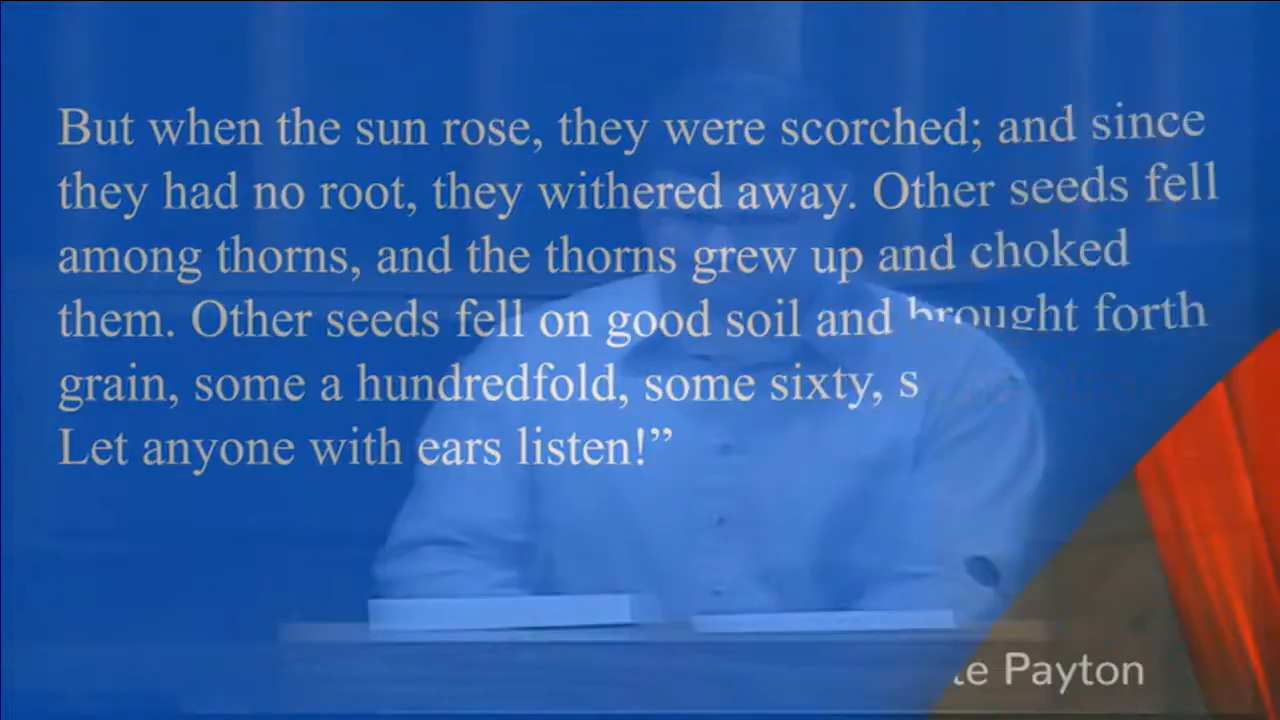 But when the sun rose, they were scorched; and since
they had no root, they withered away. Other seeds fell
among thorns, and the thorns grew up and choked
them. Other seeds fell on good soil and brought forth
grain, some a hundredfold, some sixty, s
Let anyone with ears listen!”
te Payton